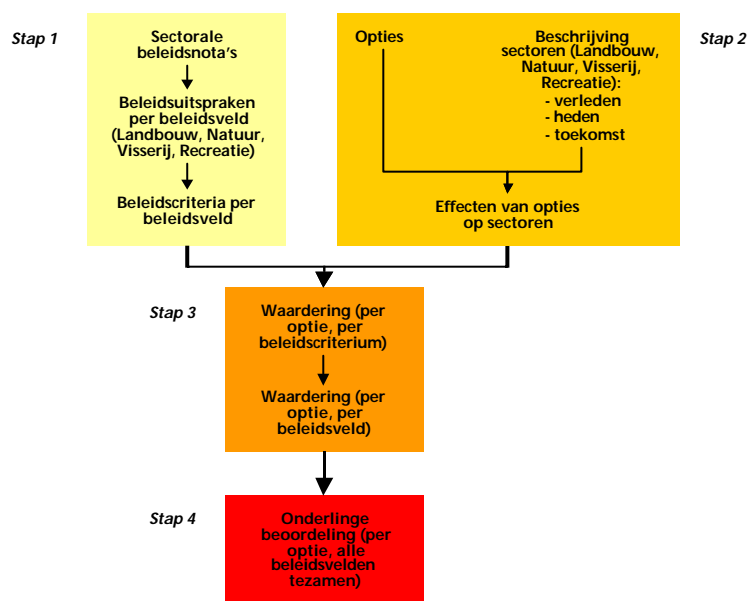 Stap 1
Sectorale
beleidsnota's
Beleidsuitspraken
per beleidsveld
(Landbouw, Natuur,
Visserij, Recreatie)
Beleidscriteria per
beleidsveld
Opties
Beschrijving
sectoren (Landbouw,
Natuur, Visserij,
Recreatie):
- verleden
- heden
- toekomst
Stap 2
Effecten van opties
op sectoren
Stap 3
Waardering (per
optie, per
beleidscriterium)
Waardering (per
optie, per
beleidsveld)
Stap 4
Onderlinge
beoordeling (per
optie, alle
beleidsvelden
tezamen)